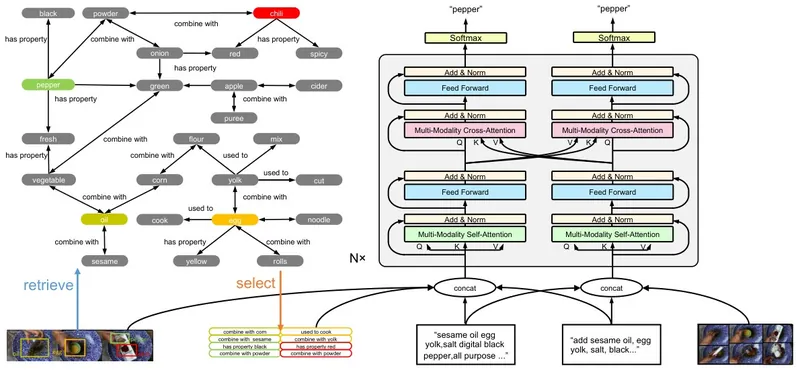 black
powder
combine with
chili
has property
combine with
has property
onion
red
spicy
has property
pepper
green
apple
cider
has property
combine with
puree
fresh
combine with
flour
mix
has property
combine with
used to
vegetable
corn
yolk
used to
cut
combine with
combine with
used to
oil
cook
egg
noodle
combine with
has property
combine with
sesame
yellow
rolls
retrieve
select
combine with corn
used to cook
combine with sesame
combine with yolk
has property black
has property red
combine with powder
combine with powder
"pepper"
"pepper"
Softmax
Softmax
Add & Norm
Add & Norm
Feed Forward
Feed Forward
Add & Norm
Add & Norm
Multi-Modality Cross-Attention
Multi-Modality Cross-Attention
Q K V
V K Q
Add & Norm
Add & Norm
Feed Forward
Feed Forward
Add & Norm
Add & Norm
Multi-Modality Self-Attention
Multi-Modality Self-Attention
Q K V
Q K V
N×
concat
concat
"sesame oil egg
yolk,salt digital black
pepper,all purpose ..."
"add sesame oil, egg
yolk, salt, black..."